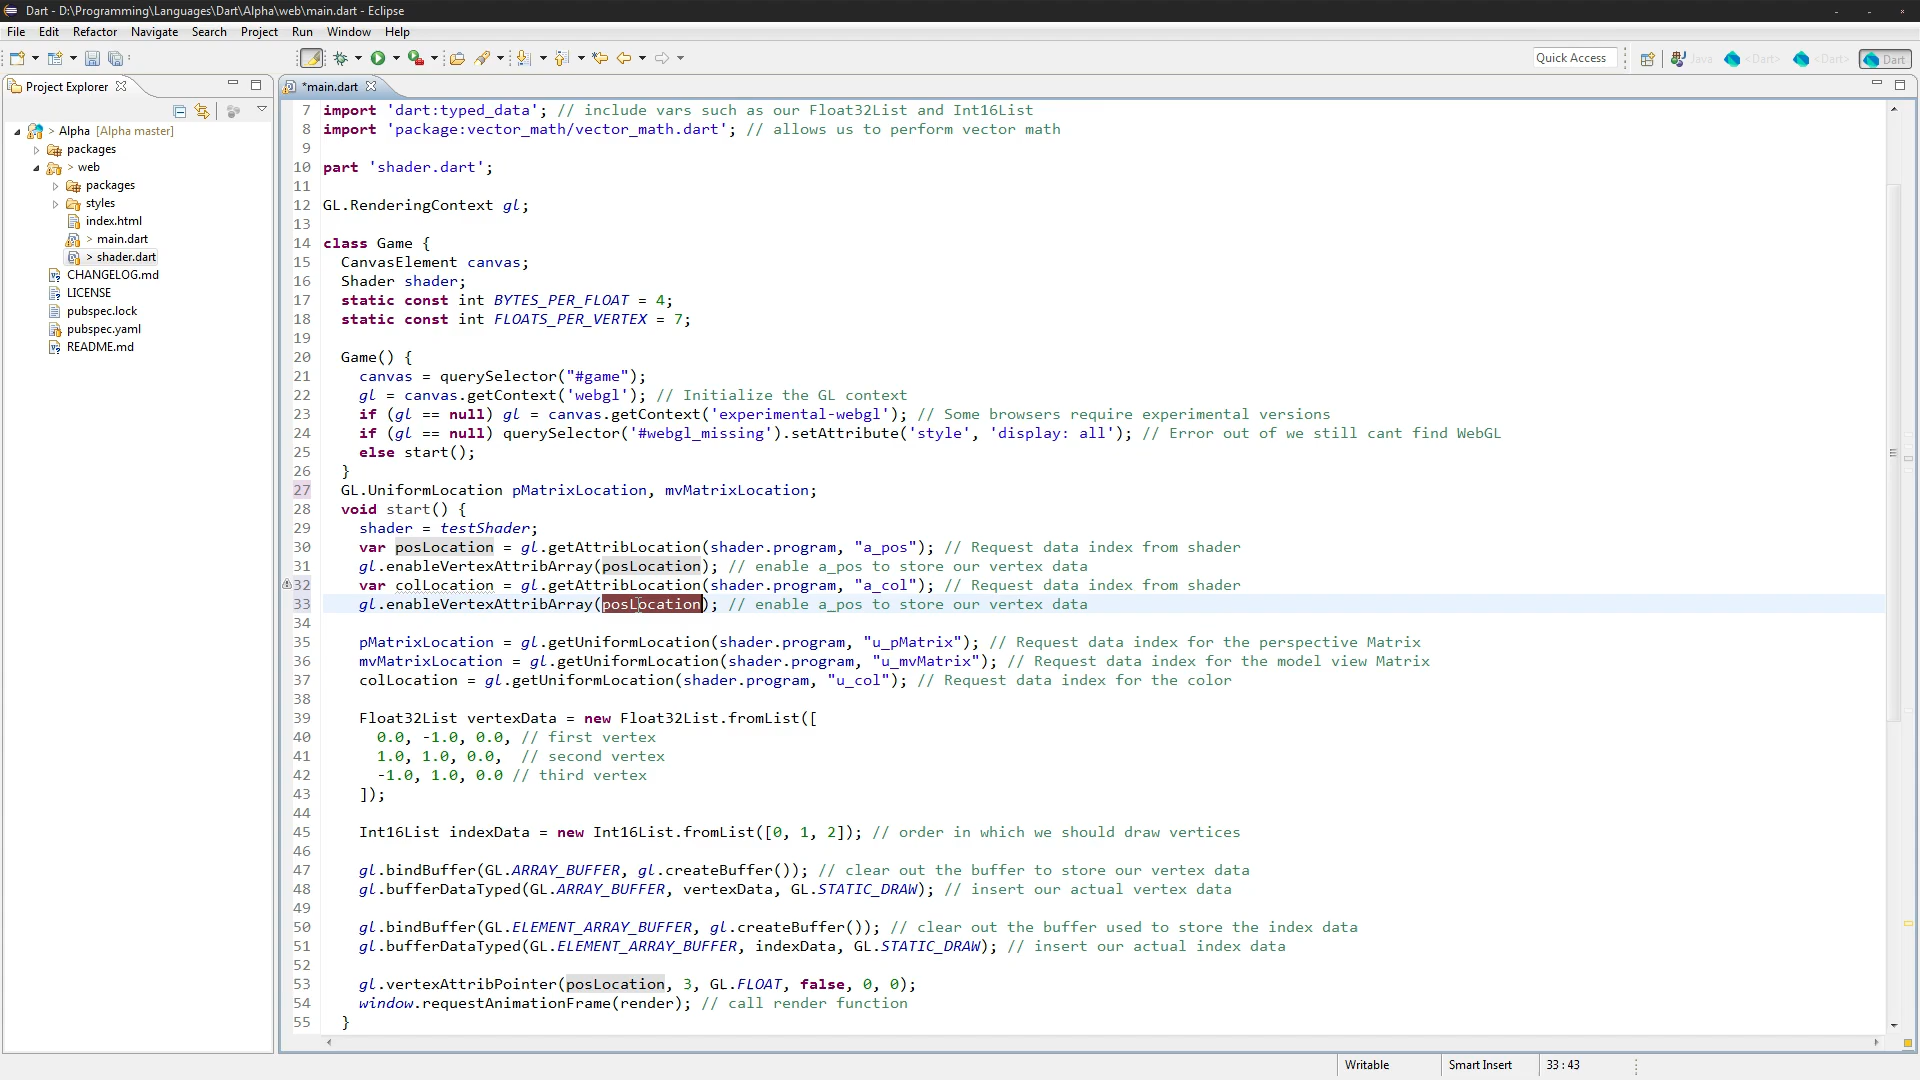 Dart - D:\Programming\Languages\Dart\Alpha\web\main.dart - Eclipse
File Edit Refactor Navigate Search Project Run Window Help
Quick Access
Java
<Dart>
<Dart>
Dart
Project Explorer
*main.dart
> Alpha [Alpha master]
packages
> web
packages
styles
index.html
> main.dart
> shader.dart
CHANGELOG.md
LICENSE
pubspec.lock
pubspec.yaml
README.md
7 import 'dart:typed_data'; // include vars such as our Float32List and Int16List
8 import 'package:vector_math/vector_math.dart'; // allows us to perform vector math
9
10 part 'shader.dart';
11
12 GL.RenderingContext gl;
13
14 class Game {
15 CanvasElement canvas;
16 Shader shader;
17 static const int BYTES_PER_FLOAT = 4;
18 static const int FLOATS_PER_VERTEX = 7;
19
20 Game() {
21 canvas = querySelector("#game");
22 gl = canvas.getContext('webgl'); // Initialize the GL context
23 if (gl == null) gl = canvas.getContext('experimental-webgl'); // Some browsers require experimental versions
24 if (gl == null) querySelector('#webgl_missing').setAttribute('style', 'display: all'); // Error out of we still cant find WebGL
25 else start();
26 }
27 GL.UniformLocation pMatrixLocation, mvMatrixLocation;
28 void start() {
29 shader = testShader;
30 var posLocation = gl.getAttribLocation(shader.program, "a_pos"); // Request data index from shader
31 gl.enableVertexAttribArray(posLocation); // enable a_pos to store our vertex data
32 var colLocation = gl.getAttribLocation(shader.program, "a_col"); // Request data index from shader
33 gl.enableVertexAttribArray(posLocation); // enable a_pos to store our vertex data
34
35 pMatrixLocation = gl.getUniformLocation(shader.program, "u_pMatrix"); // Request data index for the perspective Matrix
36 mvMatrixLocation = gl.getUniformLocation(shader.program, "u_mvMatrix"); // Request data index for the model view Matrix
37 colLocation = gl.getUniformLocation(shader.program, "u_col"); // Request data index for the color
38
39 Float32List vertexData = new Float32List.fromList([
40 0.0, -1.0, 0.0, // first vertex
41 1.0, 1.0, 0.0, // second vertex
42 -1.0, 1.0, 0.0 // third vertex
43 ]);
44
45 Int16List indexData = new Int16List.fromList([0, 1, 2]); // order in which we should draw vertices
46
47 gl.bindBuffer(GL.ARRAY_BUFFER, gl.createBuffer()); // clear out the buffer to store our vertex data
48 gl.bufferDataTyped(GL.ARRAY_BUFFER, vertexData, GL.STATIC_DRAW); // insert our actual vertex data
49
50 gl.bindBuffer(GL.ELEMENT_ARRAY_BUFFER, gl.createBuffer()); // clear out the buffer used to store the index data
51 gl.bufferDataTyped(GL.ELEMENT_ARRAY_BUFFER, indexData, GL.STATIC_DRAW); // insert our actual index data
52
53 gl.vertexAttribPointer(posLocation, 3, GL.FLOAT, false, 0, 0);
54 window.requestAnimationFrame(render); // call render function
55 }
Writable
Smart Insert
33 : 43